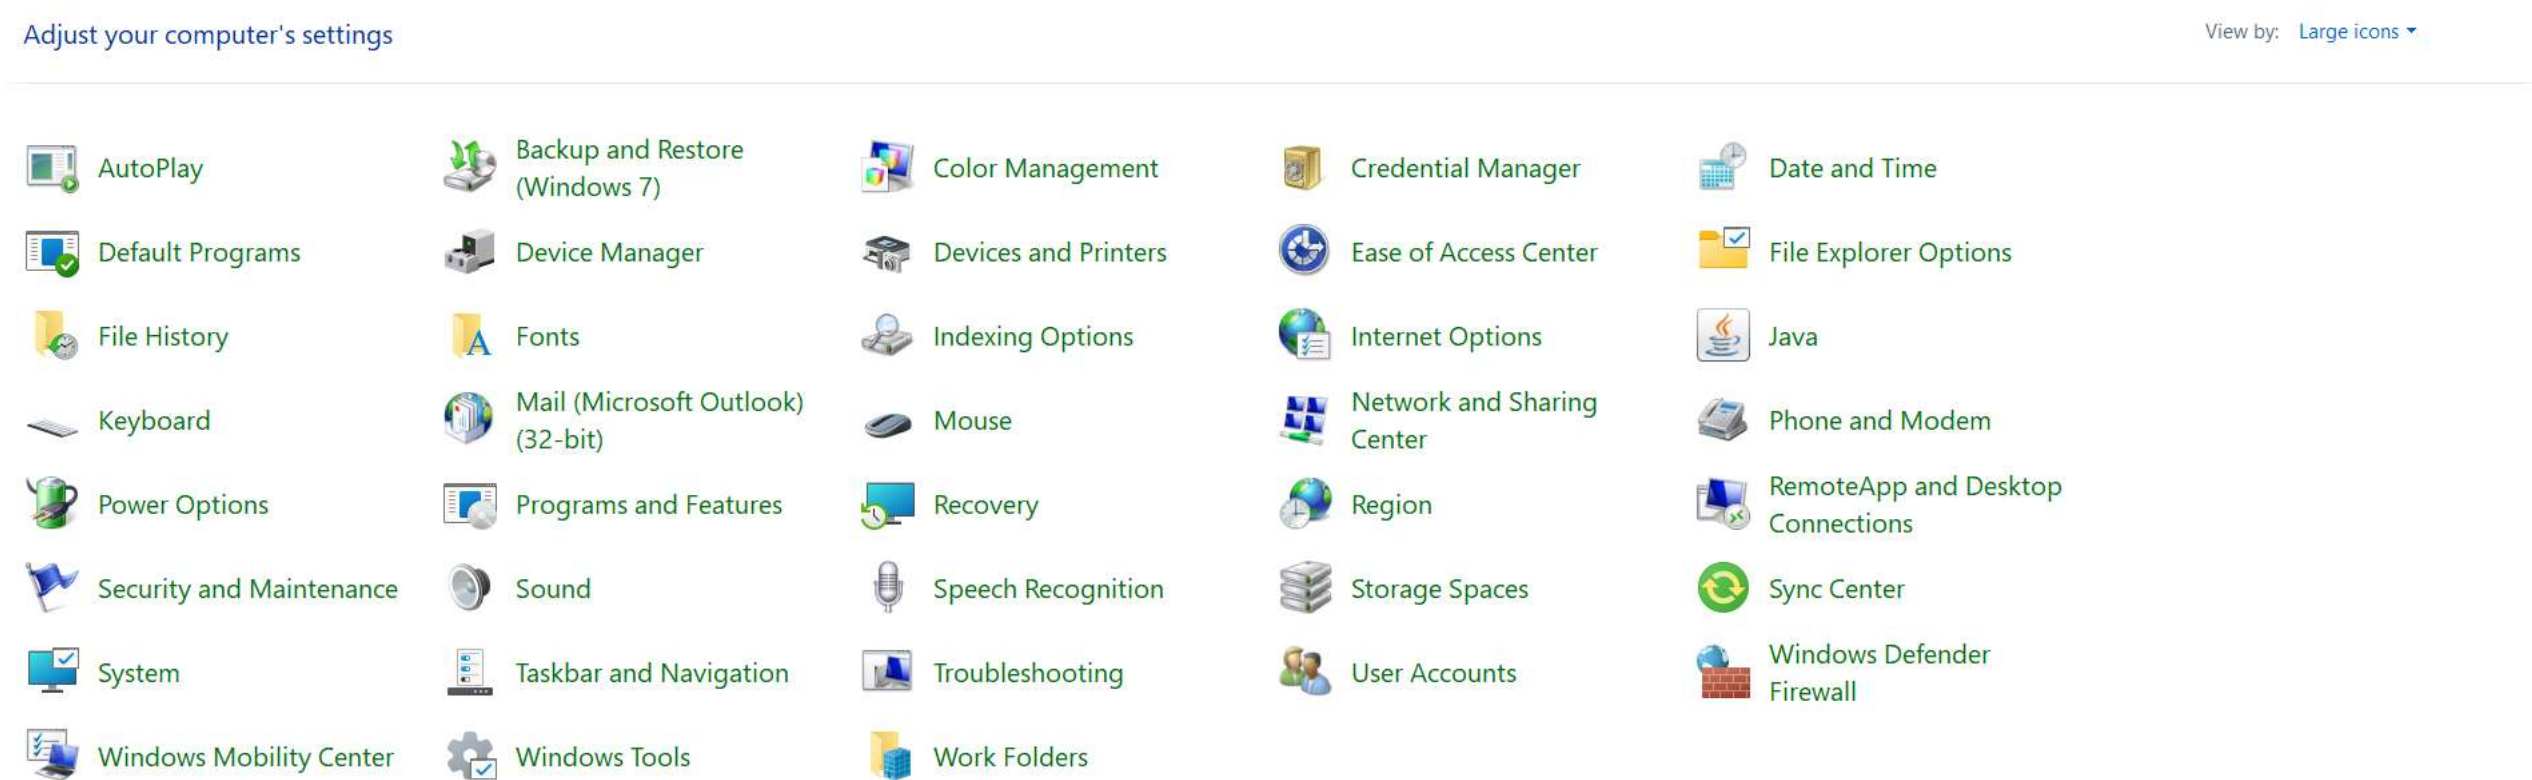 Adjust your computer's settings
View by: Large icons
AutoPlay
Backup and Restore
(Windows 7)
Color Management
Credential Manager
Date and Time
Default Programs
Device Manager
Devices and Printers
Ease of Access Center
File Explorer Options
File History
Fonts
Indexing Options
Internet Options
Java
Keyboard
Mail (Microsoft Outlook)
(32-bit)
Mouse
Network and Sharing
Center
Phone and Modem
Power Options
Programs and Features
Recovery
Region
RemoteApp and Desktop
Connections
Security and Maintenance
Sound
Speech Recognition
Storage Spaces
Sync Center
System
Taskbar and Navigation
Troubleshooting
User Accounts
Windows Defender
Firewall
Windows Mobility Center
Windows Tools
Work Folders